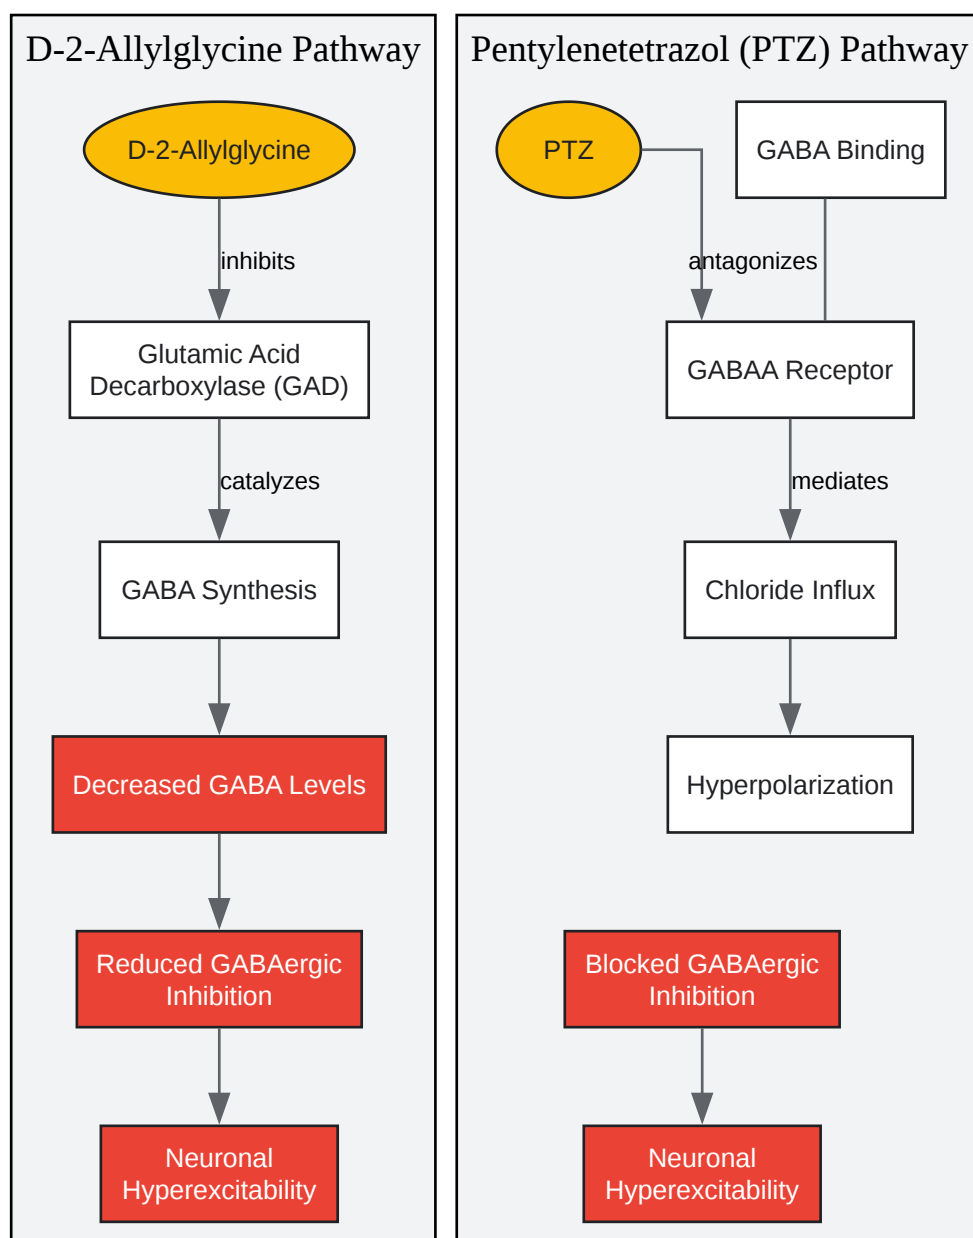 D-2-Allylglycine Pathway
D-2-Allylglycine
inhibits
Glutamic Acid
Decarboxylase (GAD)
catalyzes
GABA Synthesis
Decreased GABA Levels
Reduced GABAergic
Inhibition
Neuronal
Hyperexcitability
Pentylenetetrazol (PTZ) Pathway
PTZ
GABA Binding
antagonizes
GABAA Receptor
mediates
Chloride Influx
Hyperpolarization
Blocked GABAergic
Inhibition
Neuronal
Hyperexcitability